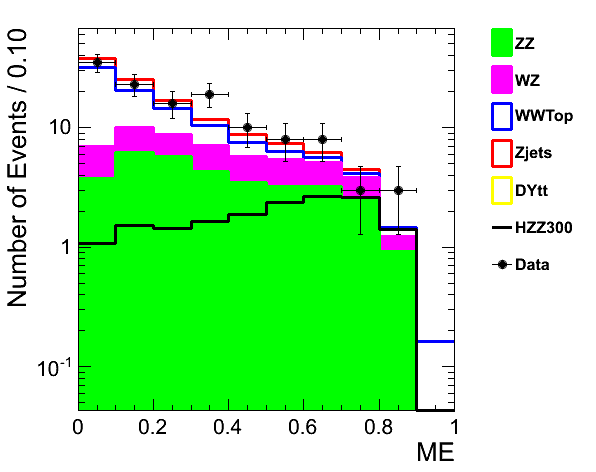 Number of Events / 0.10
10
1
10⁻¹
0
0.2
0.4
0.6
0.8
1
ME
ZZ
WZ
WWTop
Zjets
DYtt
HZZ300
Data